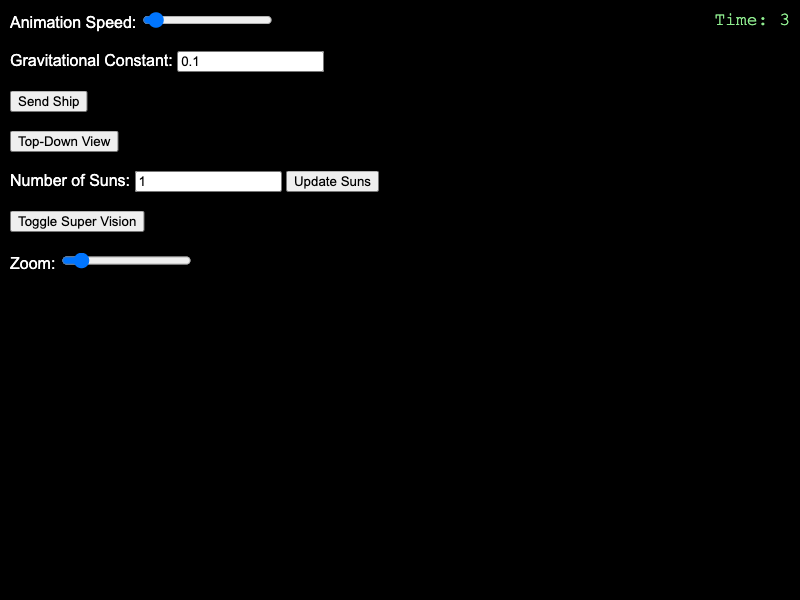 Animation Speed:
Time: 3
Gravitational Constant: 0.1
Send Ship
Top-Down View
Number of Suns: 1 Update Suns
Toggle Super Vision
Zoom: